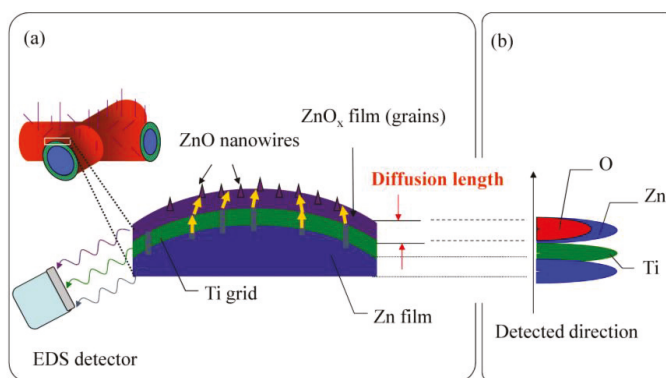 (a)
ZnO nanowires
ZnOₓ film (grains)
Diffusion length
Ti grid
Zn film
EDS detector
(b)
O
Zn
Ti
Detected direction